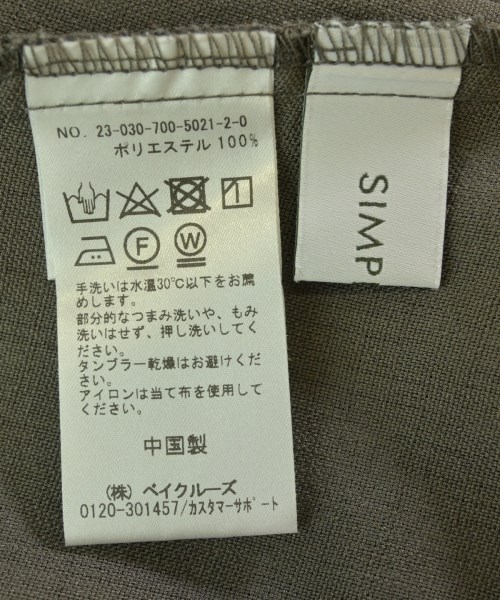 NO. 23-030-700-5021-2-0
ポリエステル 100%
F W
手洗いは水温30℃以下をお薦
めします。
部分的なつまみ洗いや、もみ
洗いはせず、押し洗いしてく
ださい。
タンブラー乾燥はお避けくだ
さい。
アイロンは当て布を使用して
ください。
中国製
(株) ベイクルーズ
0120-301457/カスタマーサポート
SIMP